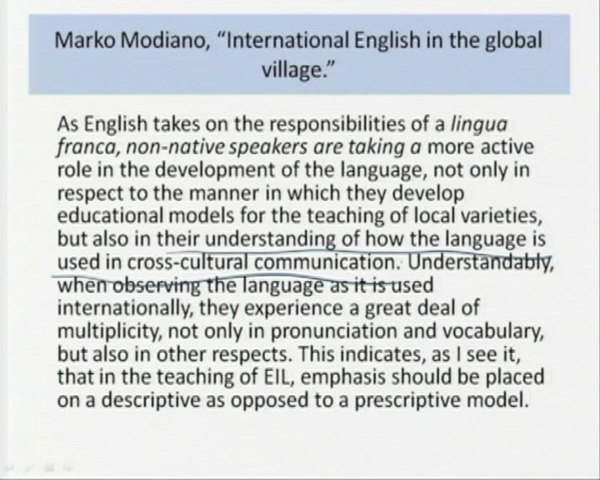 Marko Modiano, “International English in the global
village.”
As English takes on the responsibilities of a lingua
franca, non-native speakers are taking a more active
role in the development of the language, not only in
respect to the manner in which they develop
educational models for the teaching of local varieties,
but also in their understanding of how the language is
used in cross-cultural communication. Understandably,
when observing the language as it is used
internationally, they experience a great deal of
multiplicity, not only in pronunciation and vocabulary,
but also in other respects. This indicates, as I see it,
that in the teaching of EIL, emphasis should be placed
on a descriptive as opposed to a prescriptive model.